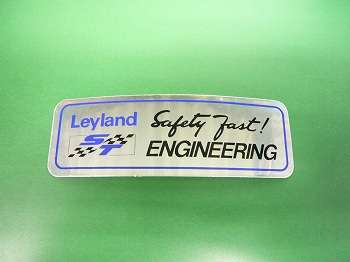 Leyland
ST
Safety Fast!
ENGINEERING